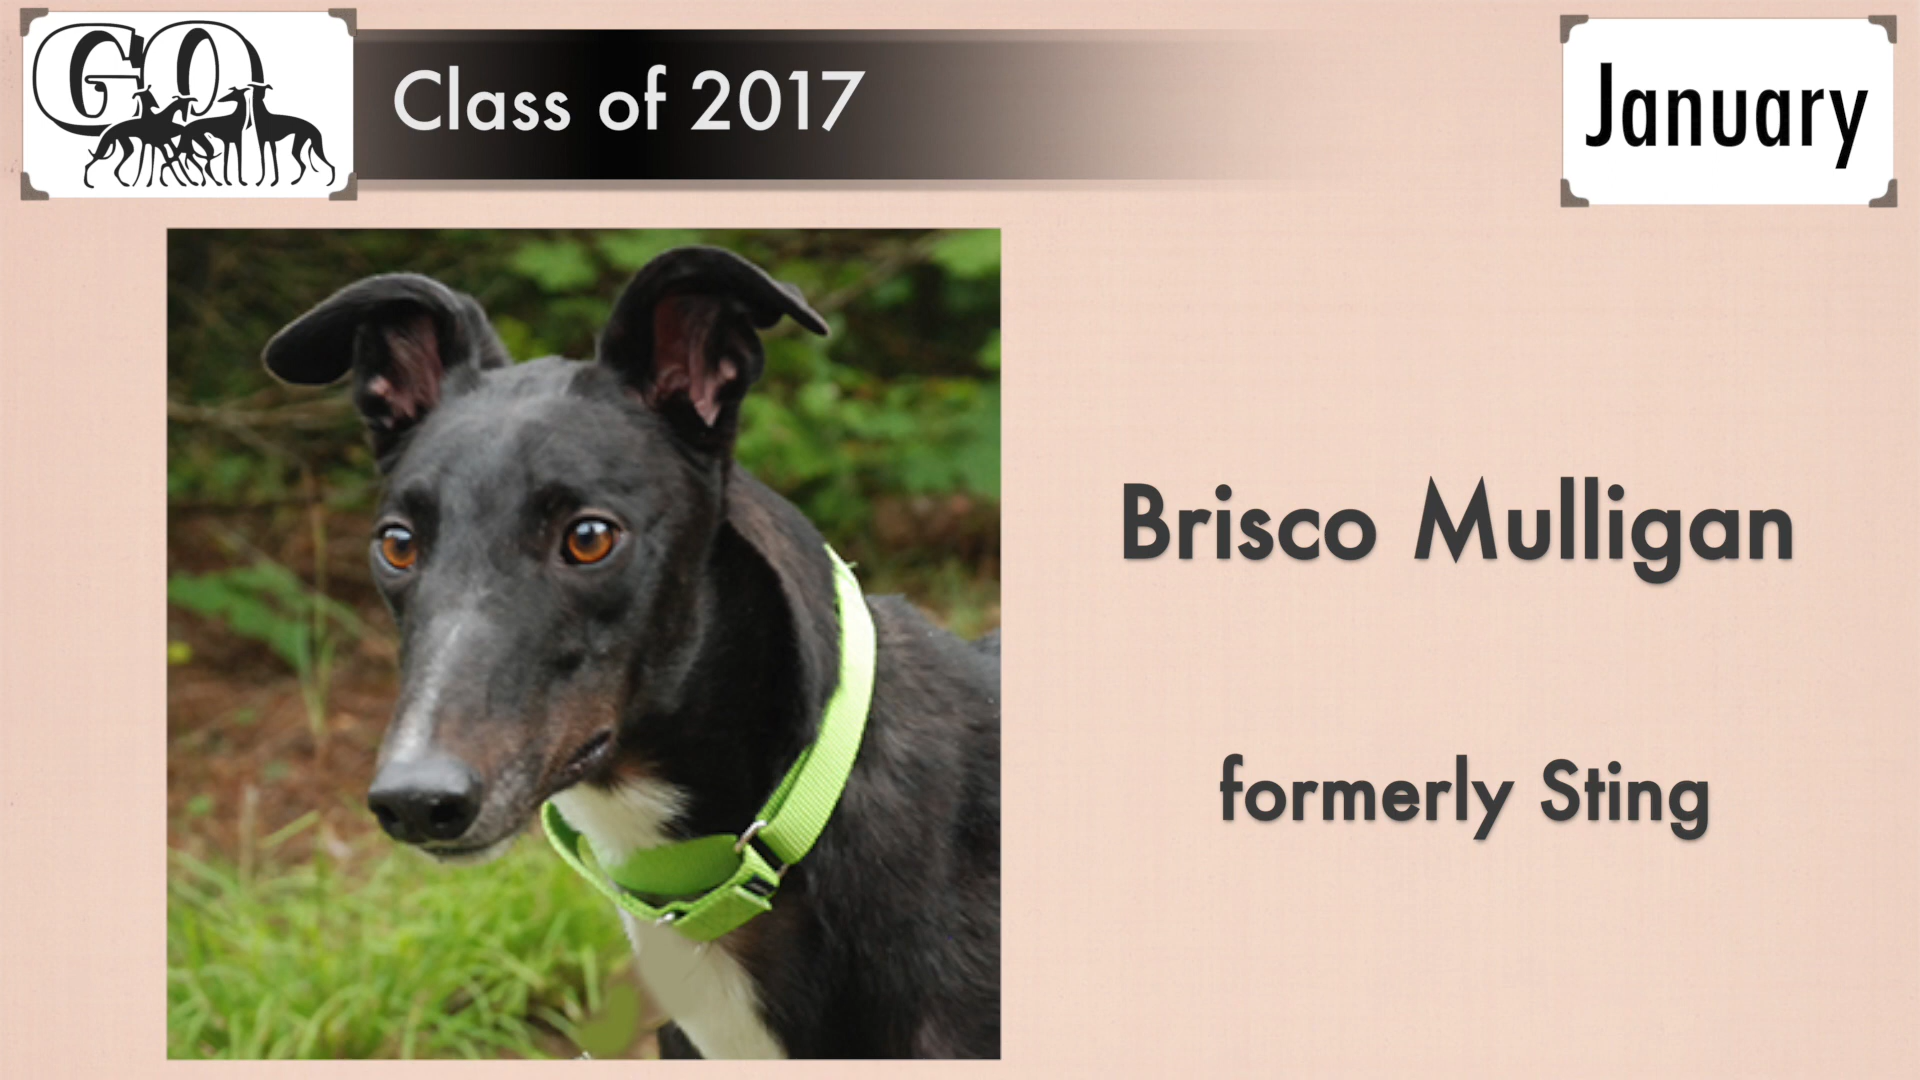 GO
Class of 2017
January
Brisco Mulligan
formerly Sting